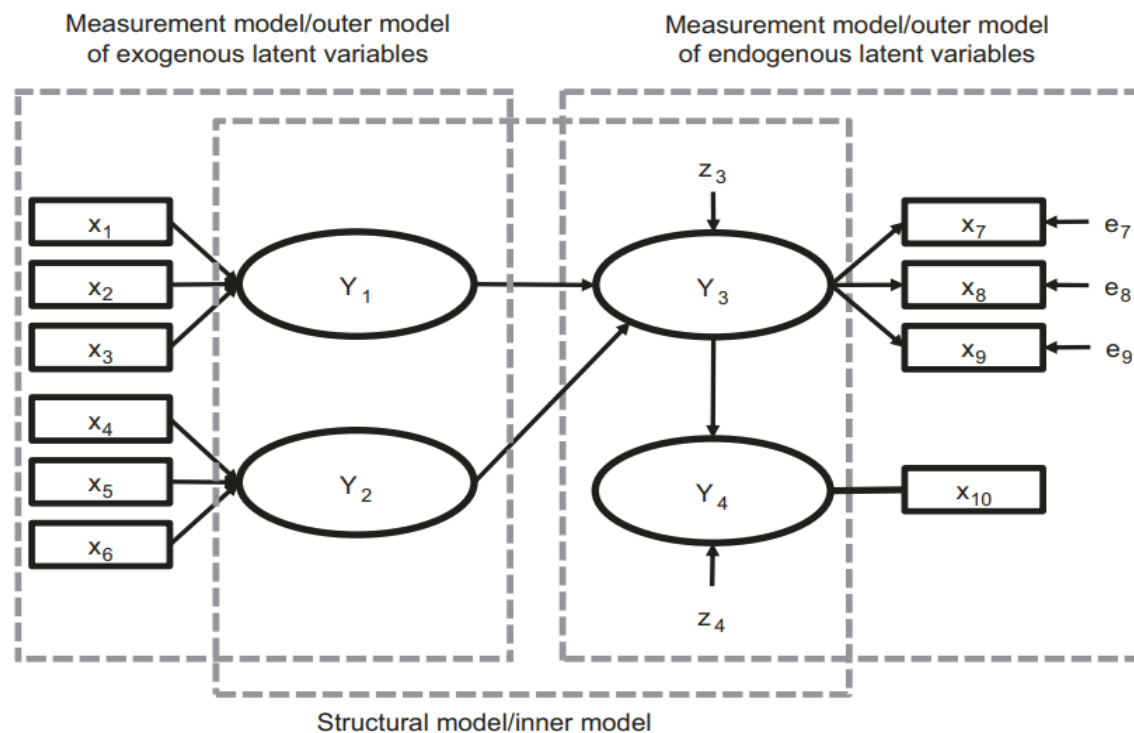 Measurement model/outer model
of exogenous latent variables
Measurement model/outer model
of endogenous latent variables
z₃
x₁
x₂
x₃
x₄
x₅
x₆
Y₁
Y₂
Y₃
Y₄
x₇
x₈
x₉
x₁₀
e₇
e₈
e₉
z₄
Structural model/inner model